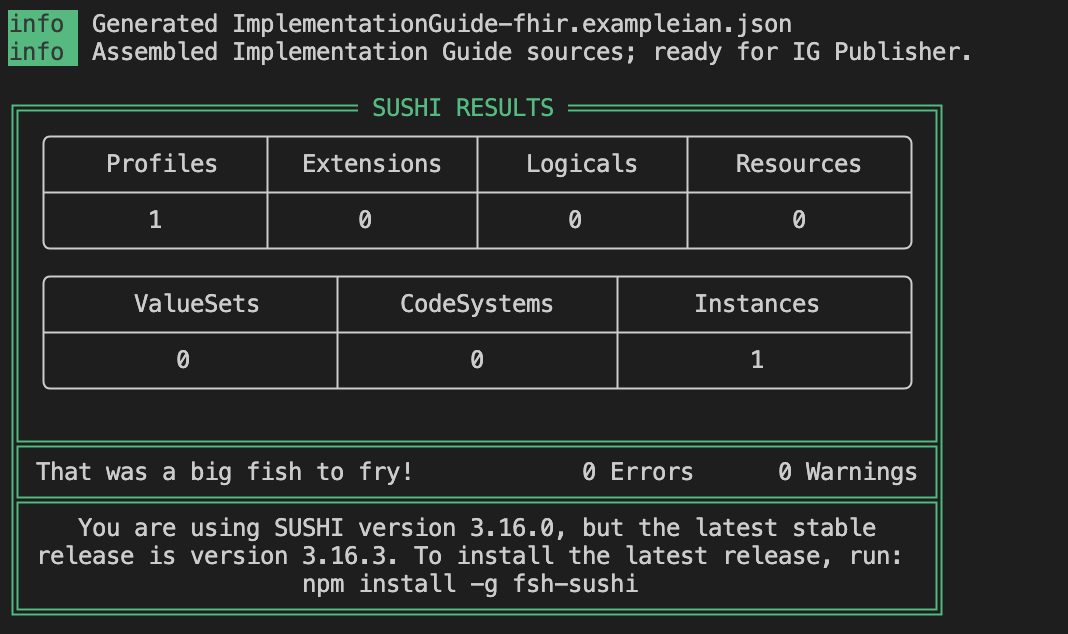 info Generated ImplementationGuide-fhir.exampleian.json
info Assembled Implementation Guide sources; ready for IG Publisher.
SUSHI RESULTS
Profiles Extensions Logicals Resources
1 0 0 0
ValueSets CodeSystems Instances
0 0 1
That was a big fish to fry! 0 Errors 0 Warnings
You are using SUSHI version 3.16.0, but the latest stable
release is version 3.16.3. To install the latest release, run:
npm install -g fsh-sushi